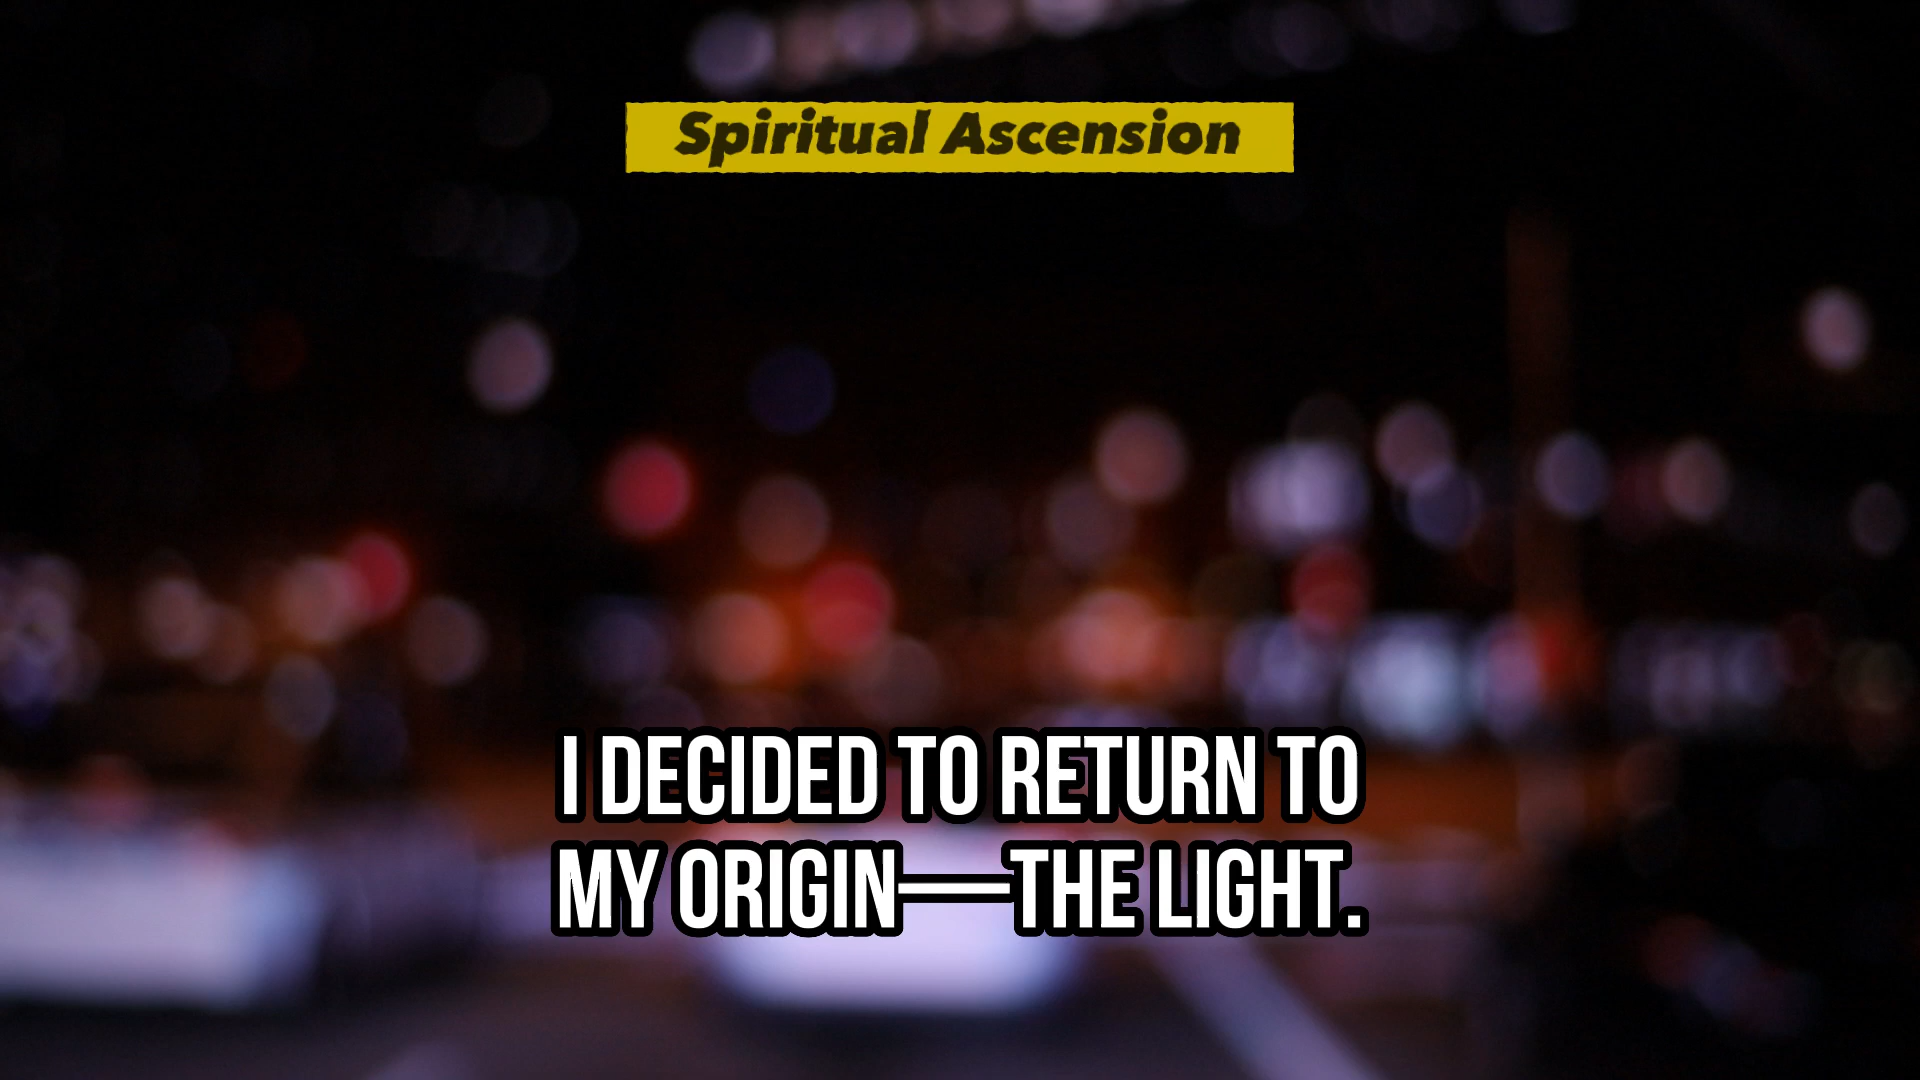 Spiritual Ascension
I DECIDED TO RETURN TO
MY ORIGIN—THE LIGHT.